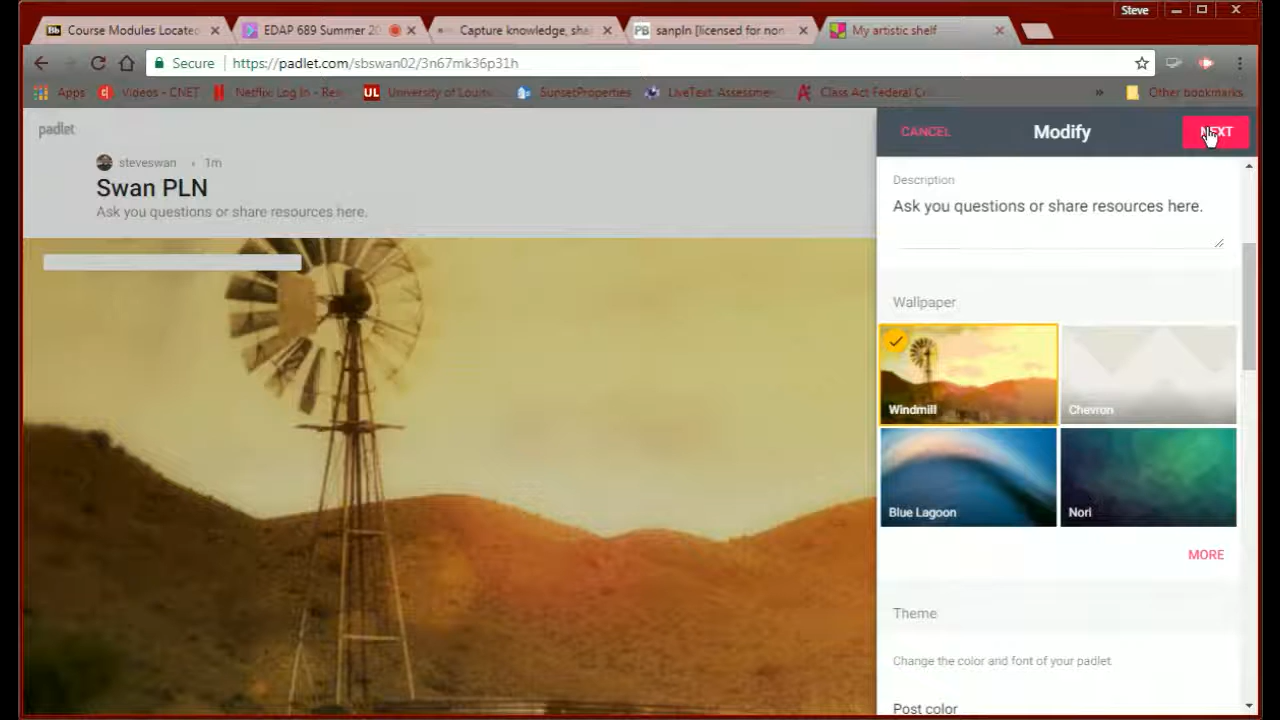 Steve
Course Modules Locatec
EDAP 689 Summer 20
Capture knowledge, sha
PB sanpln [licensed for non
My artistic shelf
Secure https://padlet.com/sbswan02/3n67mk36p31h
Apps
Videos - CNET
Netflix: Log In - Re
UL University of Louisv
SunsetProperties
LiveText: Assessme
Class Act Federal C
» Other bookmarks
padlet
steveswan • 1m
Swan PLN
Ask you questions or share resources here.
CANCEL
Modify
NEXT
Description
Ask you questions or share resources here.
Wallpaper
Windmill
Chevron
Blue Lagoon
Nori
MORE
Theme
Change the color and font of your padlet
Post color